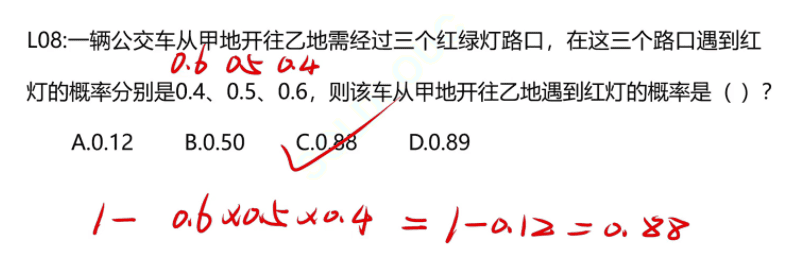 L08:一辆公交车从甲地开往乙地需经过三个红绿灯路口，在这三个路口遇到红
0.6 0.5 0.4
灯的概率分别是0.4、0.5、0.6，则该车从甲地开往乙地遇到红灯的概率是（ ）？
A.0.12 B.0.50 C.0.88 D.0.89
1- 0.6×0.5×0.4 = 1-0.12=0.88